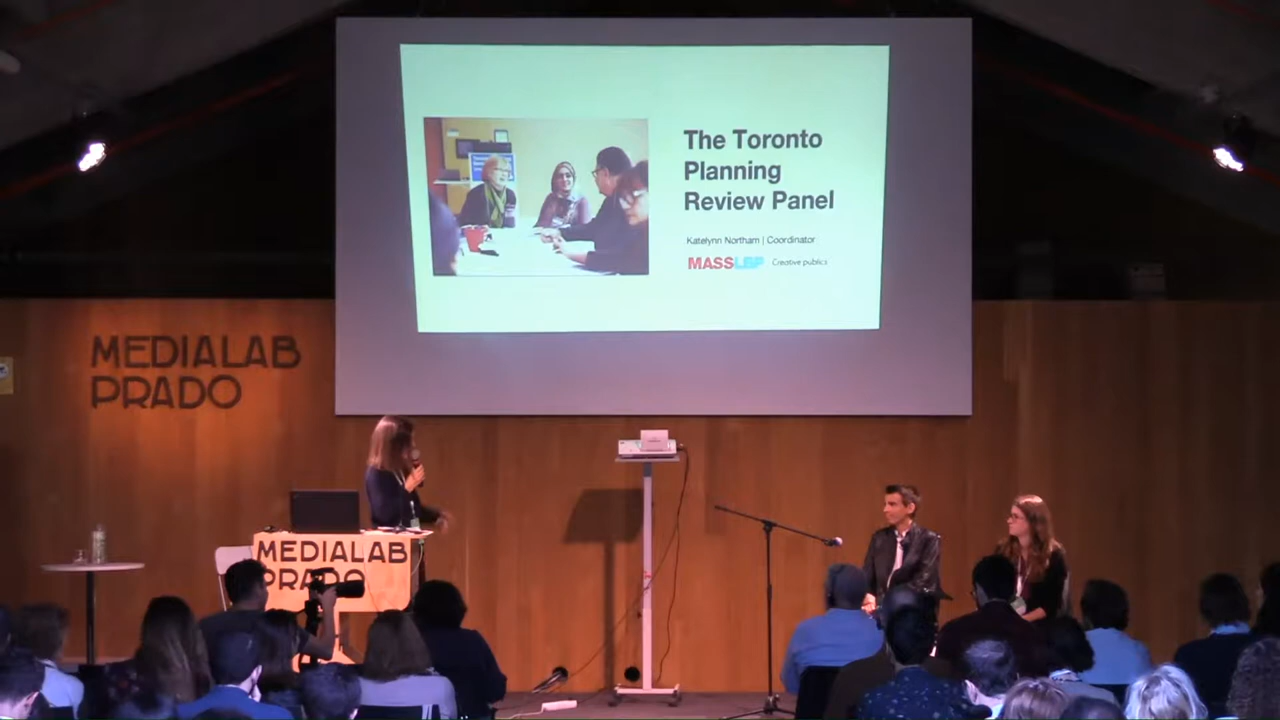 The Toronto
Planning
Review Panel
Katelynn Northam | Coordinator
MASSLBP Creative publics
MEDIALAB
PRADO
MEDIALAB
PRADO